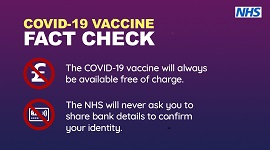 COVID-19 VACCINE
NHS
FACT CHECK
£
The COVID-19 vaccine will always
be available free of charge.
The NHS will never ask you to
share bank details to confirm
your identity.